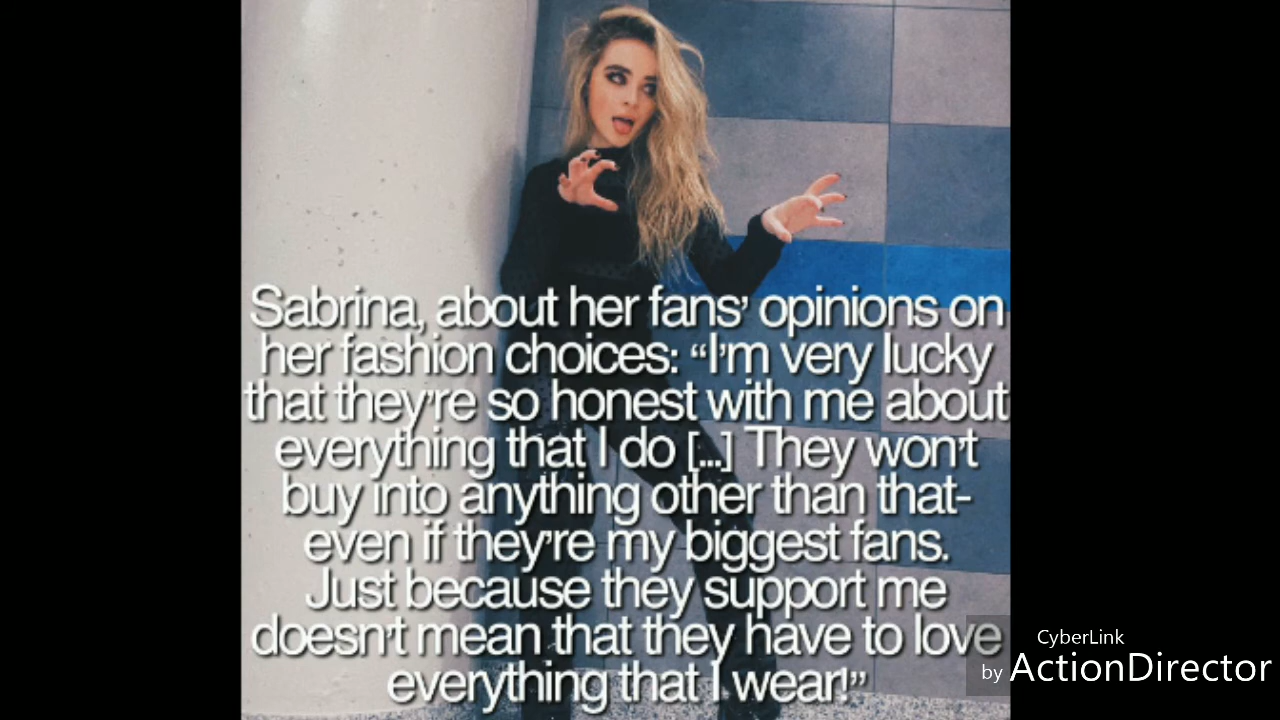 Sabrina, about her fans' opinions on
her fashion choices: “I'm very lucky
that they're so honest with me about
everything that I do [...] They won't
buy into anything other than that-
even if they're my biggest fans.
Just because they support me
doesn't mean that they have to love
everything that I wear!”
CyberLink
by ActionDirector